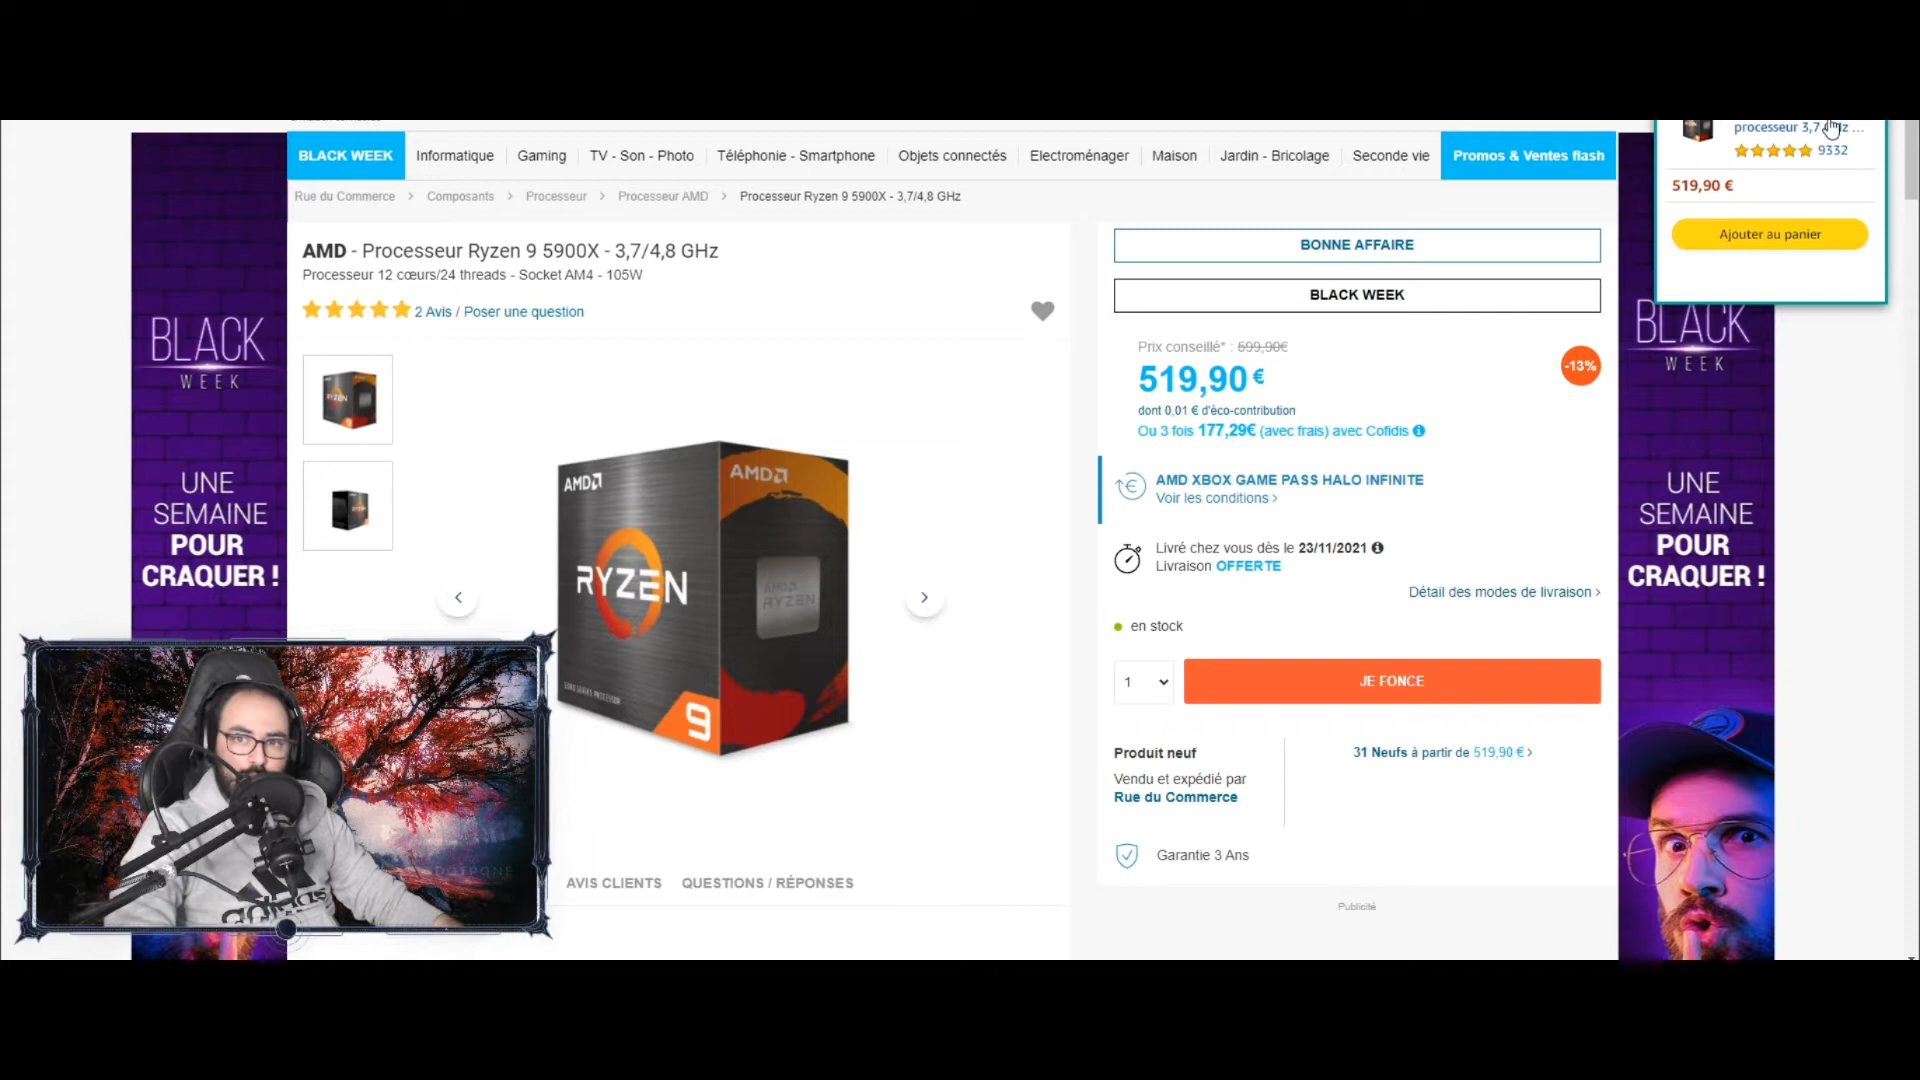 BLACK WEEK Informatique Gaming TV - Son - Photo Téléphonie - Smartphone Objets connectés Electroménager Maison Jardin - Bricolage Seconde vie Promos & Ventes flash
processeur 3,7
9332
519,90 €
Ajouter au panier
Rue du Commerce > Composants > Processeur > Processeur AMD > Processeur Ryzen 9 5900X - 3,7/4,8 GHz
AMD - Processeur Ryzen 9 5900X - 3,7/4,8 GHz
Processeur 12 cœurs/24 threads - Socket AM4 - 105W
2 Avis / Poser une question
BONNE AFFAIRE
BLACK WEEK
Prix conseillé* : 599,90€
519,90 €
-13%
dont 0,01 € d'éco-contribution
Ou 3 fois 177,29€ (avec frais) avec Cofidis
AMD XBOX GAME PASS HALO INFINITE
Voir les conditions >
Livré chez vous dès le 23/11/2021
Livraison OFFERTE
Détail des modes de livraison >
en stock
1
JE FONCE
Produit neuf
31 Neufs à partir de 519,90 € >
Vendu et expédié par
Rue du Commerce
Garantie 3 Ans
Publicité
AVIS CLIENTS QUESTIONS / RÉPONSES
BLACK
WEEK
UNE
SEMAINE
POUR
CRAQUER !
BLACK
WEEK
UNE
SEMAINE
POUR
CRAQUER !
AMD
AMD
RYZEN
AMD
RYZEN
9
RYZEN
adidas